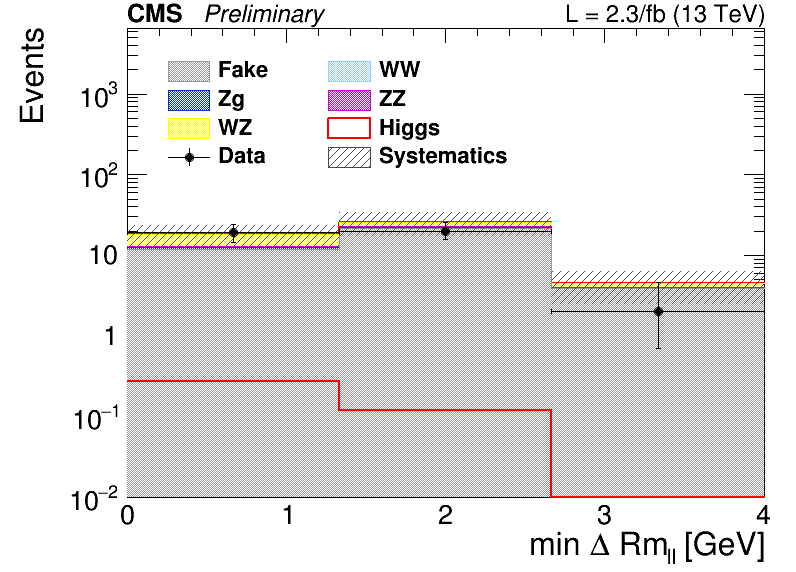 CMS Preliminary L = 2.3/fb (13 TeV)
Events
Fake WW
Zg ZZ
WZ Higgs
Data Systematics
10³
10²
10
1
10⁻¹
10⁻²
0 1 2 3 4
min Δ Rm_ll [GeV]